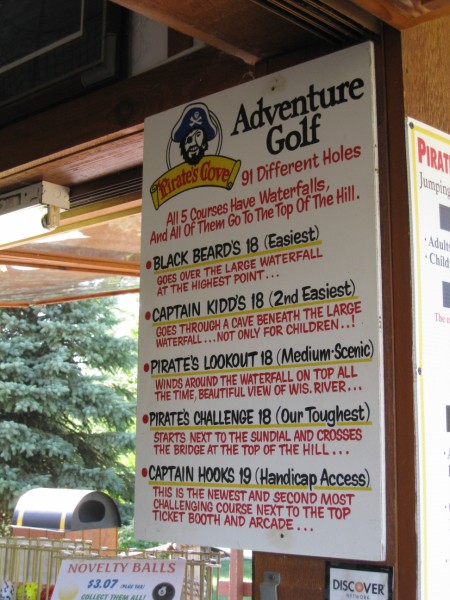 Adventure
Golf
Pirate's Cove
91 Different Holes
All 5 Courses Have Waterfalls,
And All Of Them Go To The Top Of The Hill.
• BLACK BEARD'S 18 (Easiest)
GOES OVER THE LARGE WATERFALL
AT THE HIGHEST POINT...
• CAPTAIN KIDD'S 18 (2nd Easiest)
GOES THROUGH A CAVE BENEATH THE LARGE
WATERFALL... NOT ONLY FOR CHILDREN..!
• PIRATE'S LOOKOUT 18 (Medium-Scenic)
WINDS AROUND THE WATERFALL ON TOP ALL
THE TIME, BEAUTIFUL VIEW OF WIS. RIVER...
• PIRATE'S CHALLENGE 18 (Our Toughest)
STARTS NEXT TO THE SUNDIAL AND CROSSES
THE BRIDGE AT THE TOP OF THE HILL...
• CAPTAIN HOOKS 19 (Handicap Access)
THIS IS THE NEWEST AND SECOND MOST
CHALLENGING COURSE NEXT TO THE TOP
TICKET BOOTH AND ARCADE...
NOVELTY BALLS
$3.07 PLUS TAX
COLLECT THEM ALL!
DISCOVER
NETWORK
PIRAT
Jumping
• Adults
• Child